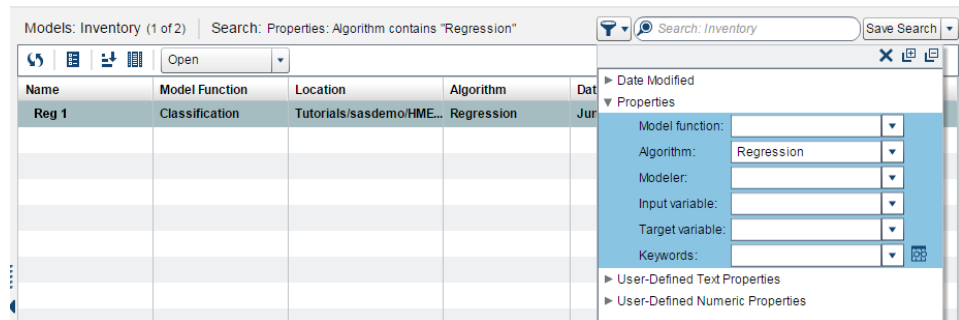 Models: Inventory (1 of 2) Search: Properties: Algorithm contains "Regression" Search: Inventory Save Search
Open
Name Model Function Location Algorithm Dat
Reg 1 Classification Tutorials/sasdemo/HME... Regression Jur
Date Modified
Properties
Model function:
Algorithm: Regression
Modeler:
Input variable:
Target variable:
Keywords:
User-Defined Text Properties
User-Defined Numeric Properties